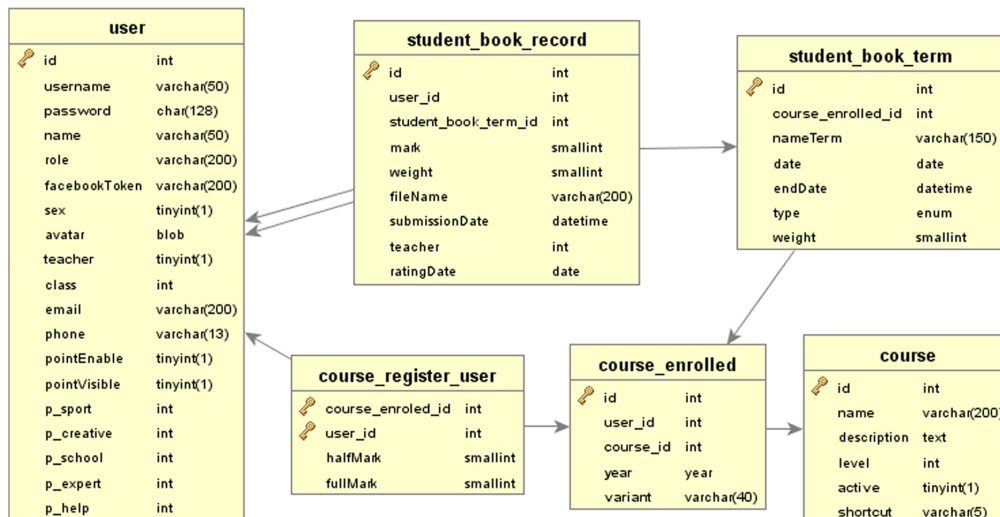 user
id int
username varchar(50)
password char(128)
name varchar(50)
role varchar(200)
facebookToken varchar(200)
sex tinyint(1)
avatar blob
teacher tinyint(1)
class int
email varchar(200)
phone varchar(13)
pointEnable tinyint(1)
pointVisible tinyint(1)
p_sport int
p_creative int
p_school int
p_expert int
p_help int
student_book_record
id int
user_id int
student_book_term_id int
mark smallint
weight smallint
fileName varchar(200)
submissionDate datetime
teacher int
ratingDate date
student_book_term
id int
course_enrolled_id int
nameTerm varchar(150)
date date
endDate datetime
type enum
weight smallint
course_register_user
course_enroled_id int
user_id int
halfMark smallint
fullMark smallint
course_enrolled
id int
user_id int
course_id int
year year
variant varchar(40)
course
id int
name varchar(200)
description text
level int
active tinyint(1)
shortcut varchar(5)